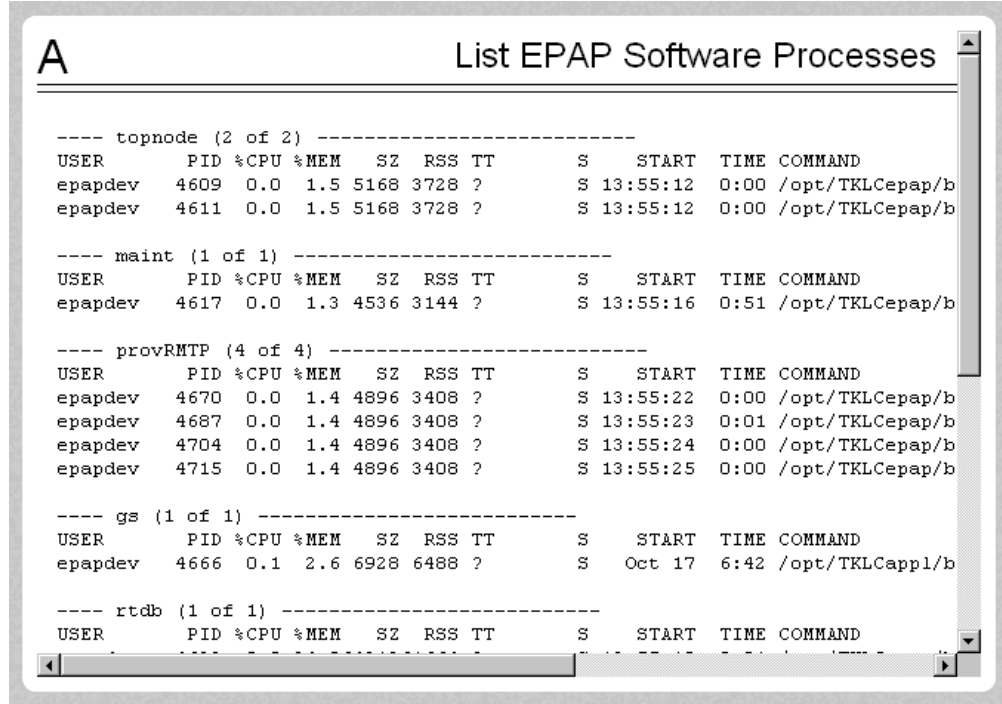 A
List EPAP Software Processes
---- topnode (2 of 2) ---------------------------
USER       PID %CPU %MEM   SZ  RSS TT       S    START  TIME COMMAND
epapdev   4609  0.0  1.5 5168 3728 ?        S 13:55:12  0:00 /opt/TKLCepap/b
epapdev   4611  0.0  1.5 5168 3728 ?        S 13:55:12  0:00 /opt/TKLCepap/b
---- maint (1 of 1) ---------------------------
USER       PID %CPU %MEM   SZ  RSS TT       S    START  TIME COMMAND
epapdev   4617  0.0  1.3 4536 3144 ?        S 13:55:16  0:51 /opt/TKLCepap/b
---- provRMTP (4 of 4) ---------------------------
USER       PID %CPU %MEM   SZ  RSS TT       S    START  TIME COMMAND
epapdev   4670  0.0  1.4 4896 3408 ?        S 13:55:22  0:00 /opt/TKLCepap/b
epapdev   4687  0.0  1.4 4896 3408 ?        S 13:55:23  0:01 /opt/TKLCepap/b
epapdev   4704  0.0  1.4 4896 3408 ?        S 13:55:24  0:00 /opt/TKLCepap/b
epapdev   4715  0.0  1.4 4896 3408 ?        S 13:55:25  0:00 /opt/TKLCepap/b
---- gs (1 of 1) ---------------------------
USER       PID %CPU %MEM   SZ  RSS TT       S    START  TIME COMMAND
epapdev   4666  0.1  2.6 6928 6488 ?        S   Oct 17  6:42 /opt/TKLCappl/b
---- rtdb (1 of 1) ---------------------------
USER       PID %CPU %MEM   SZ  RSS TT       S    START  TIME COMMAND